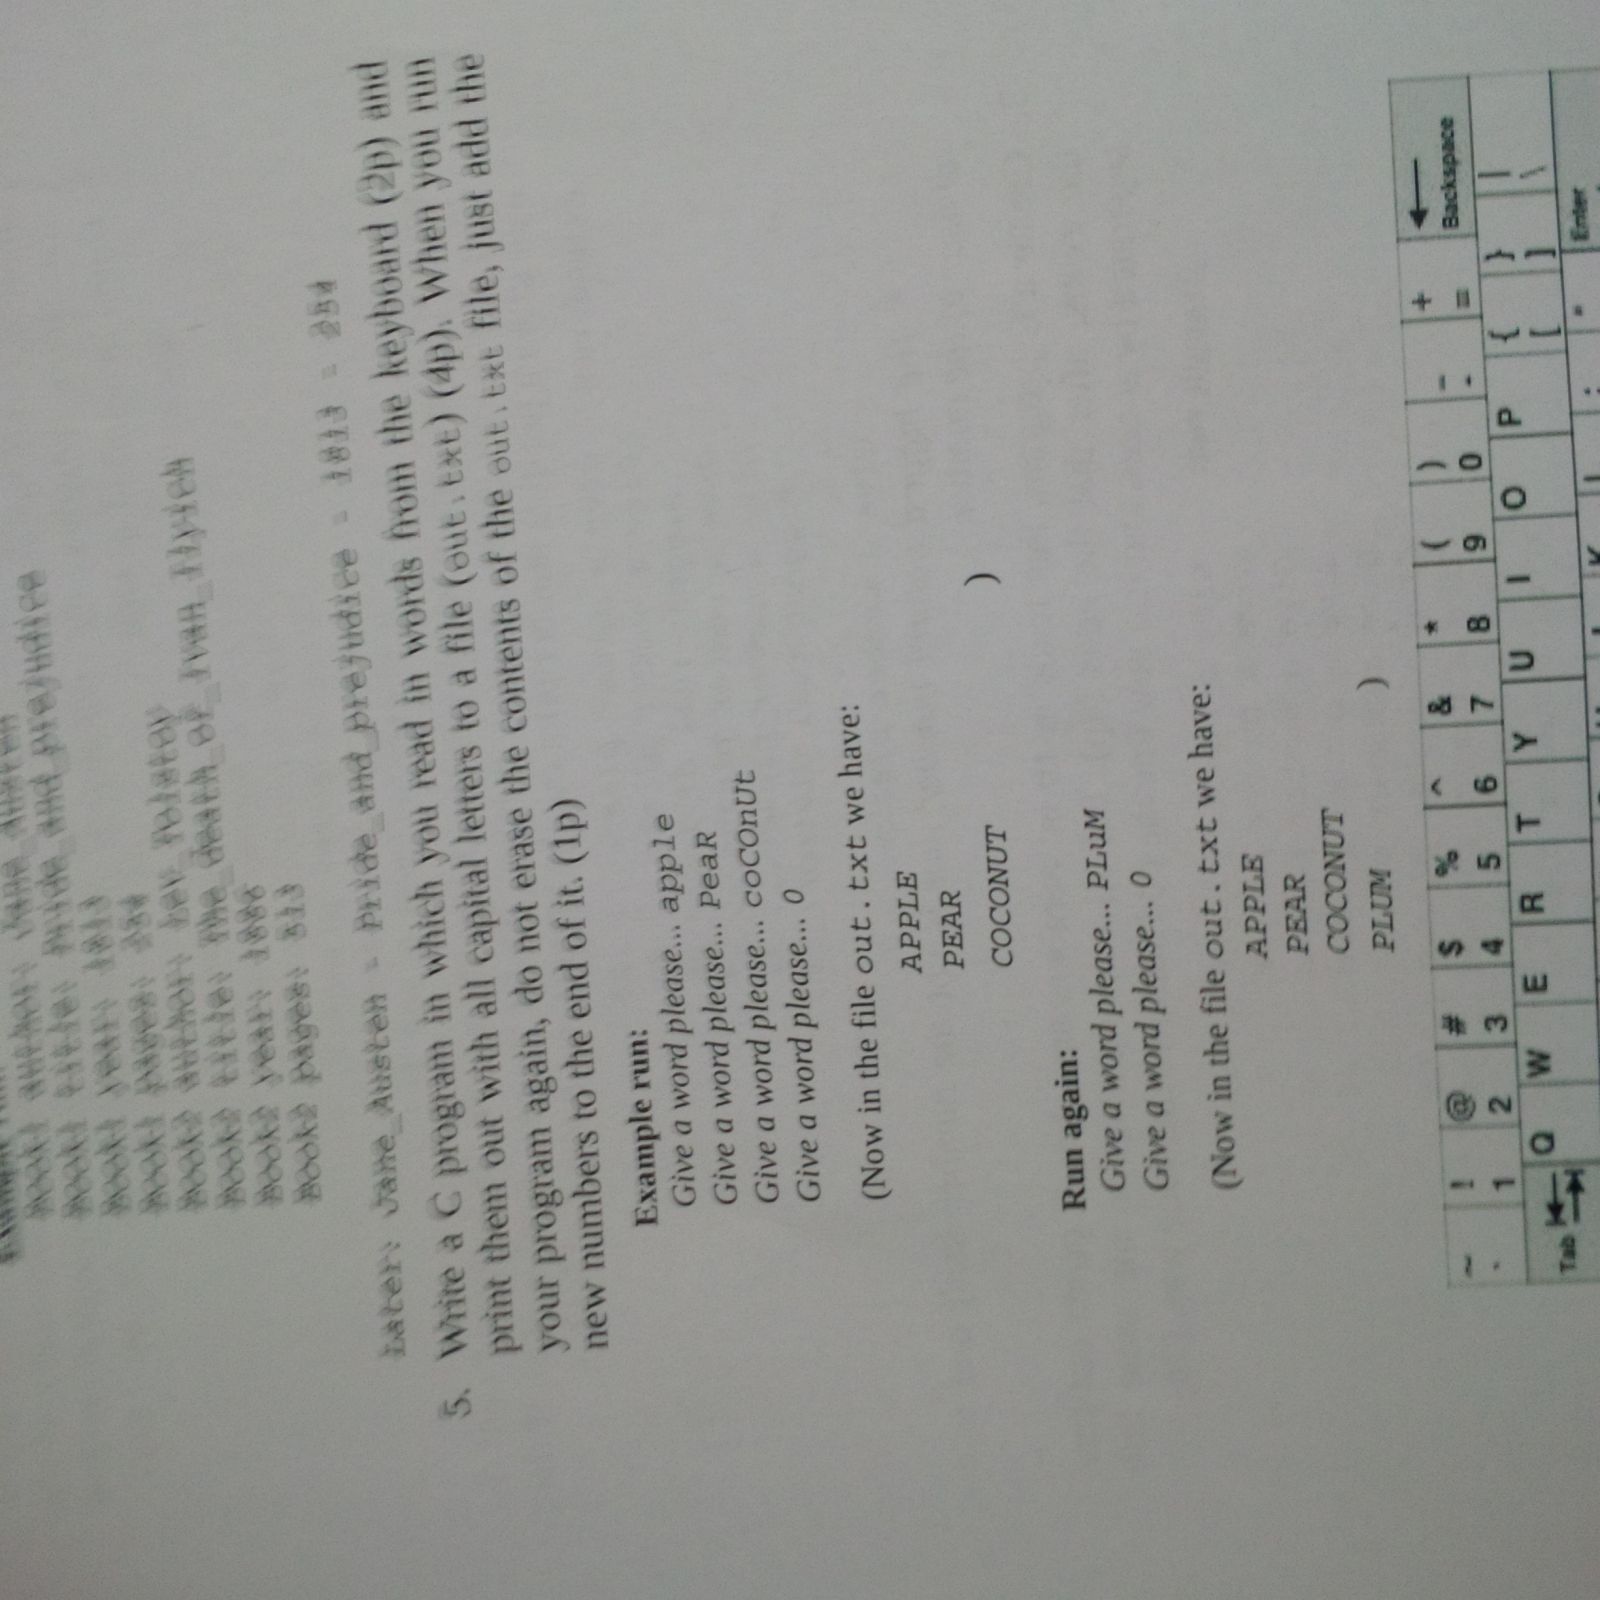 Book1 author: Jane_Austen
Book1 title: Pride_and_prejudice
Book1 year: 1813
Book1 pages: 254
Book2 author: Lev_Tolstoy
Book2 title: The_death_of_Ivan_Ilyich
Book2 year: 1886
Book2 pages: 513
Later: Jane_Austen - Pride_and_prejudice - 1813 - 254
5. Write a C program in which you read in words from the keyboard (2p) and
print them out with all capital letters to a file (out.txt) (4p). When you run
your program again, do not erase the contents of the out.txt file, just add the
new numbers to the end of it. (1p)
Example run:
Give a word please... apple
Give a word please... PeaR
Give a word please... coCOnUt
Give a word please... 0
(Now in the file out.txt we have:
APPLE
PEAR
COCONUT )
Run again:
Give a word please... PLuM
Give a word please... 0
(Now in the file out.txt we have:
APPLE
PEAR
COCONUT
PLUM )
~ ! @ # $ % ^ & * ( ) _ + Backspace
` 1 2 3 4 5 6 7 8 9 0 - =
Tab Q W E R T Y U I O P { } |
[ ] \
Enter